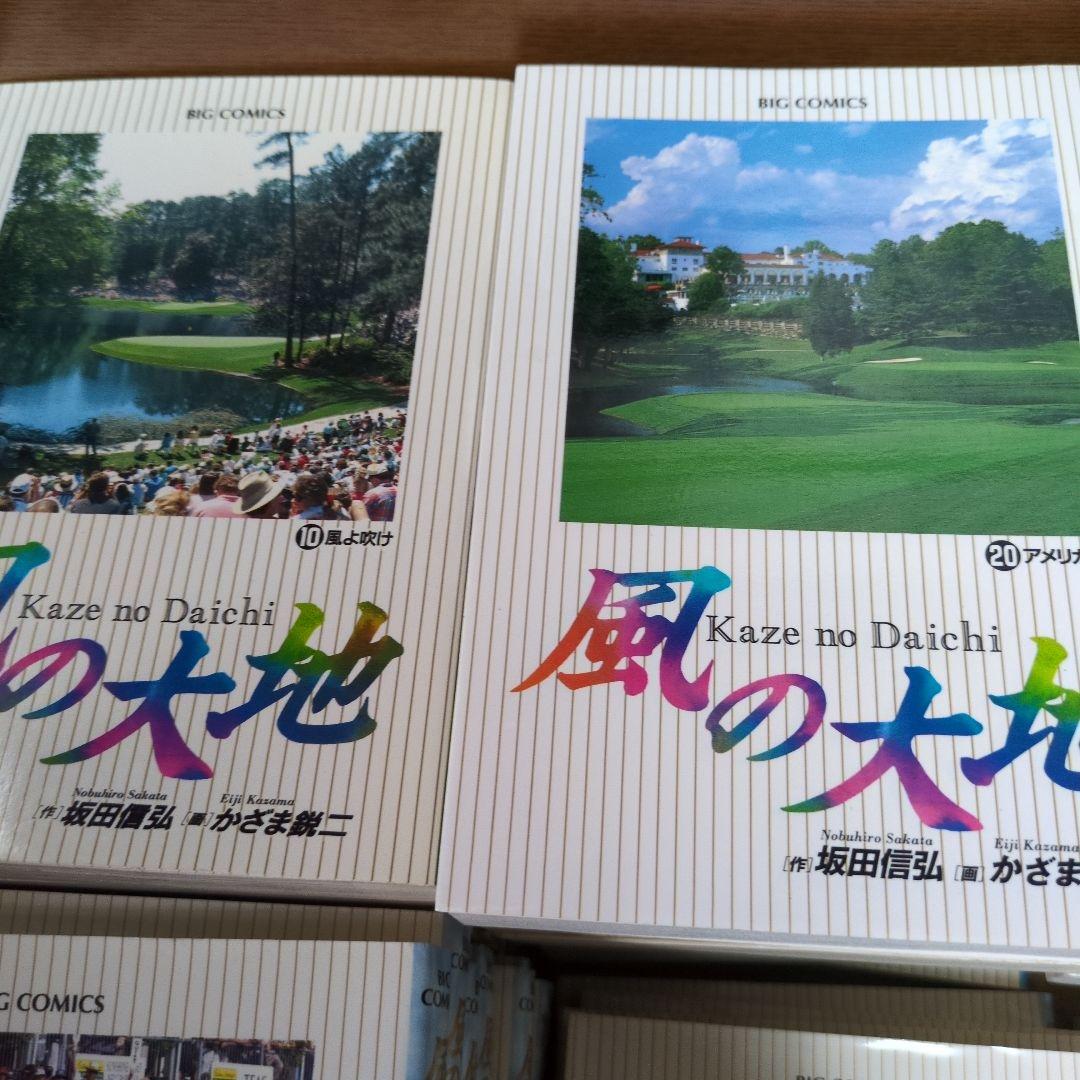 BIG COMICS
⑩風よ吹け
風の大地
Kaze no Daichi
Nobuhiro Sakata
Eiji Kazama
[作]坂田信弘 [画]かざま鋭二
BIG COMICS
⑳アメリカ
風の大地
Kaze no Daichi
Nobuhiro Sakata
Eiji Kazama
[作]坂田信弘 [画]かざま
G COMICS
BIG
COM